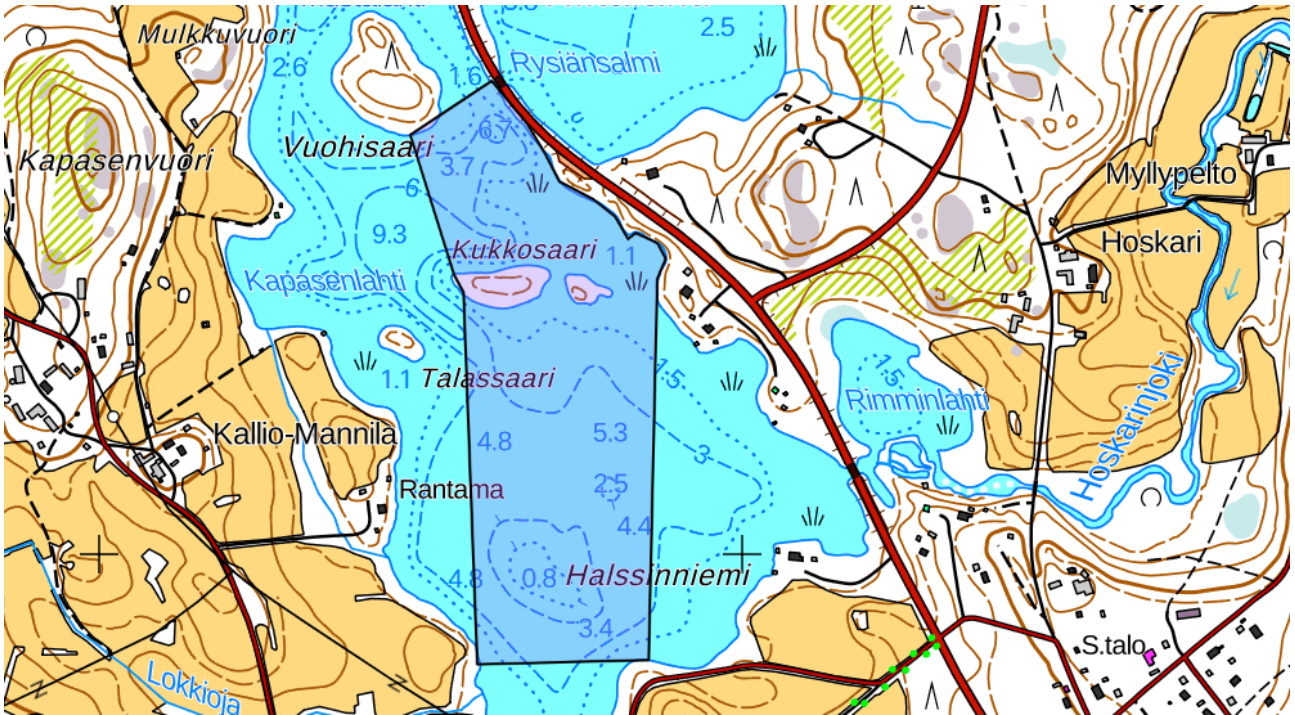 Mulkkuvuori
2.6
1.6
2.5
Rysiänsalmi
6.7
Vuohisaari
3.7
Kapasenvuori
6
Myllypelto
9.3
Kukkosaari
1.1
Hoskari
Kapasenlahti
1.1
Talassaari
1.5
1.5
Rimminlahti
Kallio-Mannila
4.8
5.3
3
Hoskarinjoki
Rantama
2.5
4.4
4.8
0.8
Halssinniemi
3.4
S.talo
Lokkioja